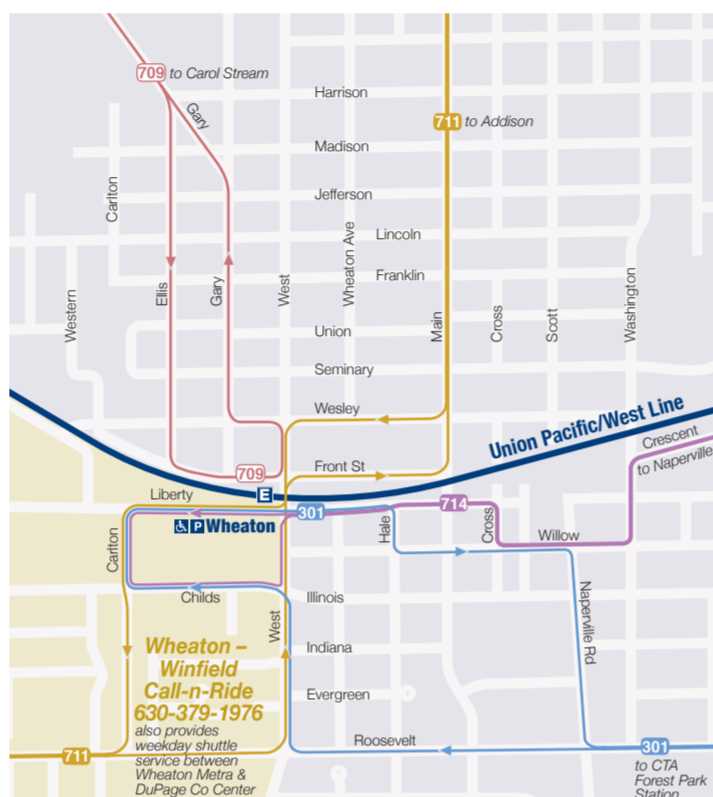 709 to Carol Stream
Gary
Harrison
711 to Addison
Madison
Carlton
Jefferson
Wheaton Ave
Lincoln
Franklin
Western
Ellis
Gary
West
Main
Cross
Scott
Washington
Union
Seminary
Wesley
Union Pacific/West Line
Crescent
to Naperville
Front St
709
Liberty
E
714
301
P Wheaton
Hale
Cross
Willow
Carlton
Childs
Illinois
Naperville Rd
West
Indiana
Wheaton –
Winfield
Call-n-Ride
630-379-1976
also provides
weekday shuttle
service between
Wheaton Metra &
DuPage Co Center
Evergreen
Roosevelt
711
301
to CTA
Forest Park
Station